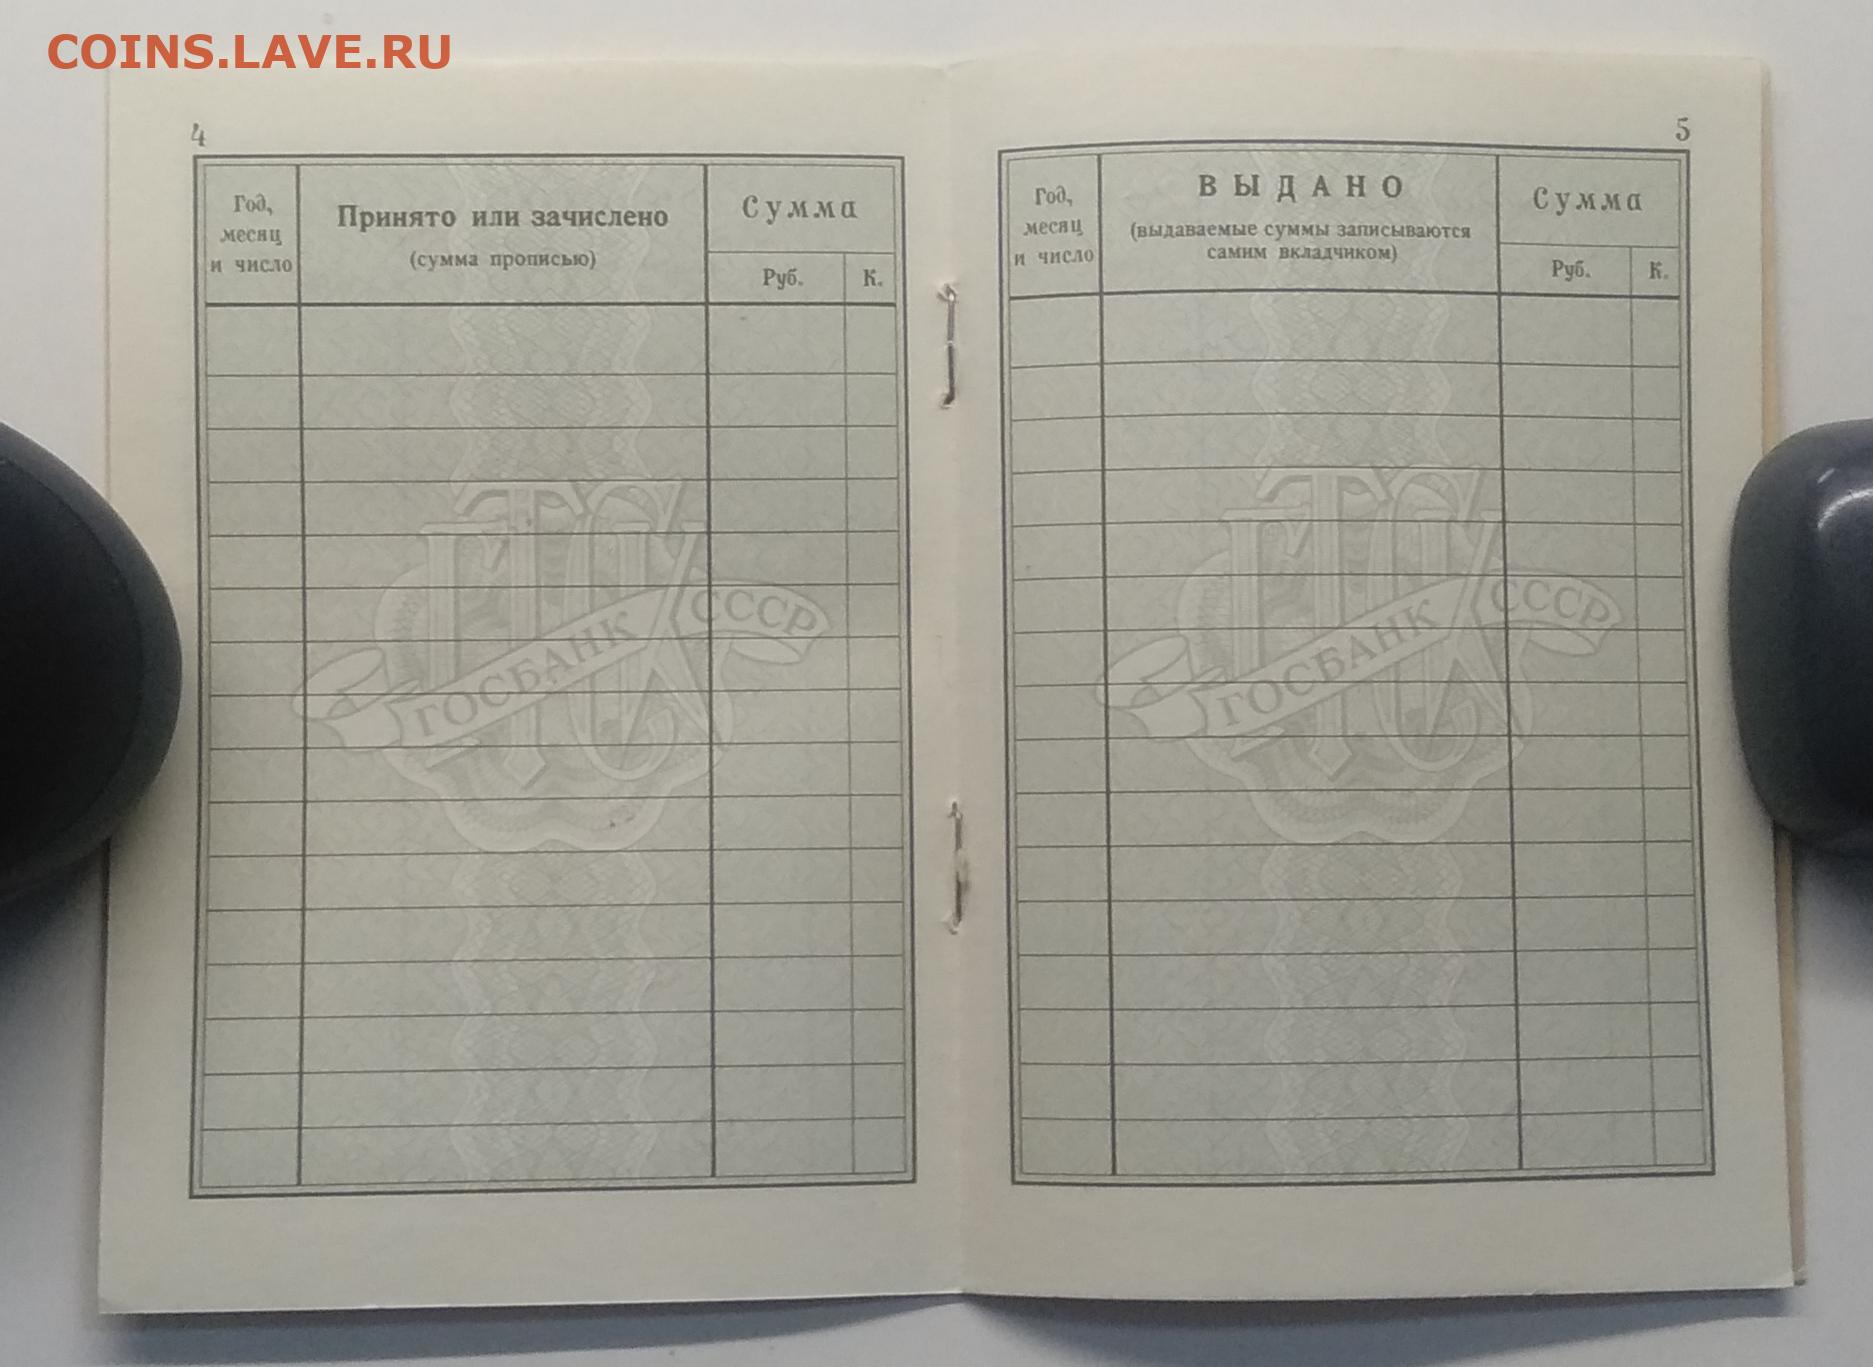 COINS.LAVE.RU
4
Год,
месяц
и число
Принято или зачислено
(сумма прописью)
Сумма
Руб.
К.
ГОСБАНК СССР
5
Год,
месяц
и число
ВЫДАНО
(выдаваемые суммы записываются
самим вкладчиком)
Сумма
Руб.
К.
ГОСБАНК СССР